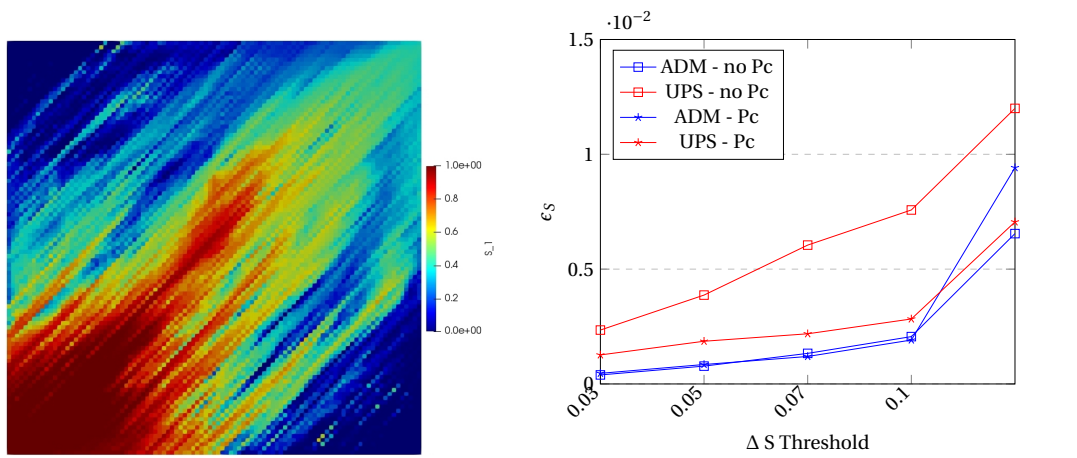 1.0e+00
0.8
0.6
0.4
0.2
0.0e+00
S_1
·10⁻²
1.5
1
0.5
0
ϵS
ADM - no Pc
UPS - no Pc
ADM - Pc
UPS - Pc
0.03
0.05
0.07
0.1
Δ S Threshold